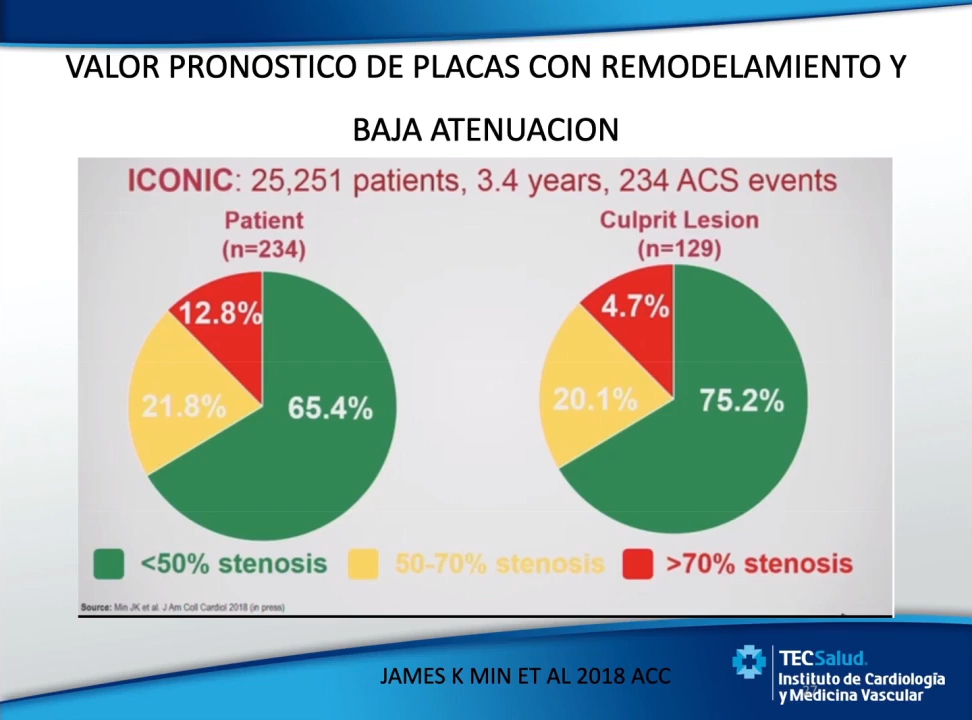 VALOR PRONOSTICO DE PLACAS CON REMODELAMIENTO Y
BAJA ATENUACION
ICONIC: 25,251 patients, 3.4 years, 234 ACS events
Patient
(n=234)
Culprit Lesion
(n=129)
12.8%
21.8%
65.4%
4.7%
20.1%
75.2%
<50% stenosis
50-70% stenosis
>70% stenosis
Source: Min JK et al. J Am Coll Cardiol 2018 (in press)
JAMES K MIN ET AL 2018 ACC
TECSalud.
Instituto de Cardiología
y Medicina Vascular